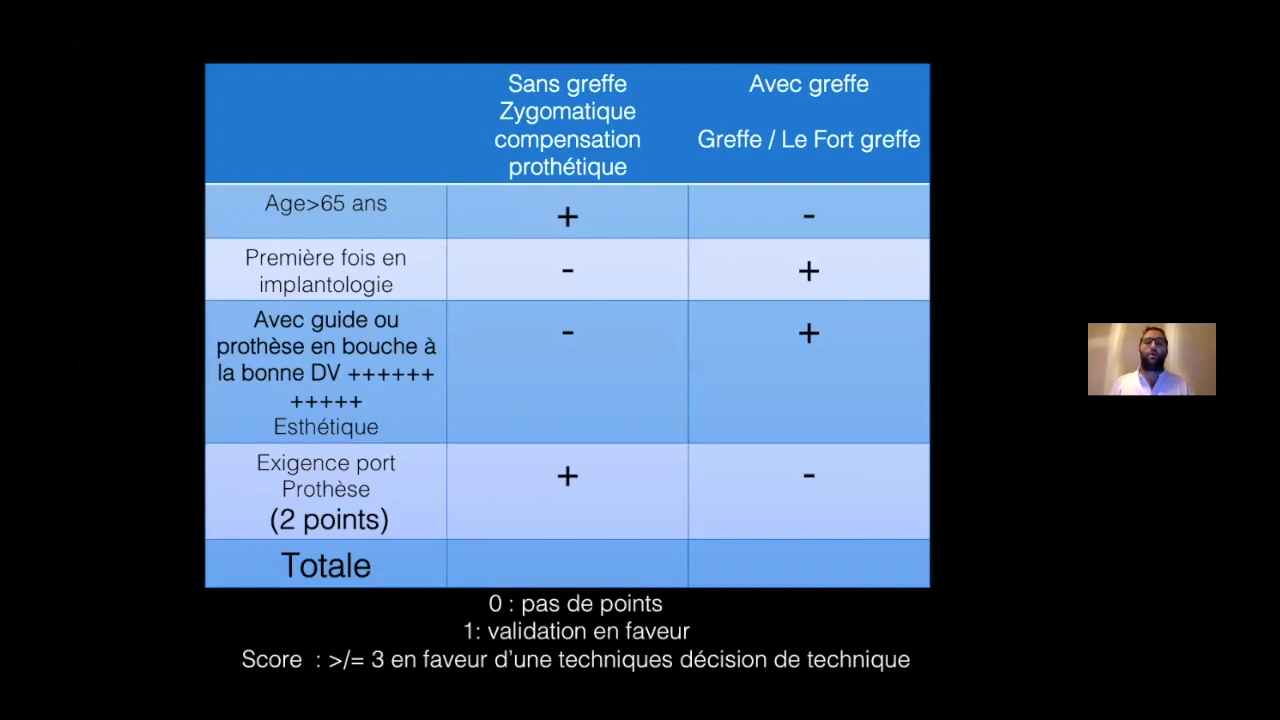 Sans greffe
Zygomatique
compensation
prothétique
Avec greffe
Greffe / Le Fort greffe
Age>65 ans
+
-
Première fois en
implantologie
-
+
Avec guide ou
prothèse en bouche à
la bonne DV ++++++
+++++
Esthétique
-
+
Exigence port
Prothèse
(2 points)
+
-
Totale
0 : pas de points
1: validation en faveur
Score : >/= 3 en faveur d’une techniques décision de technique